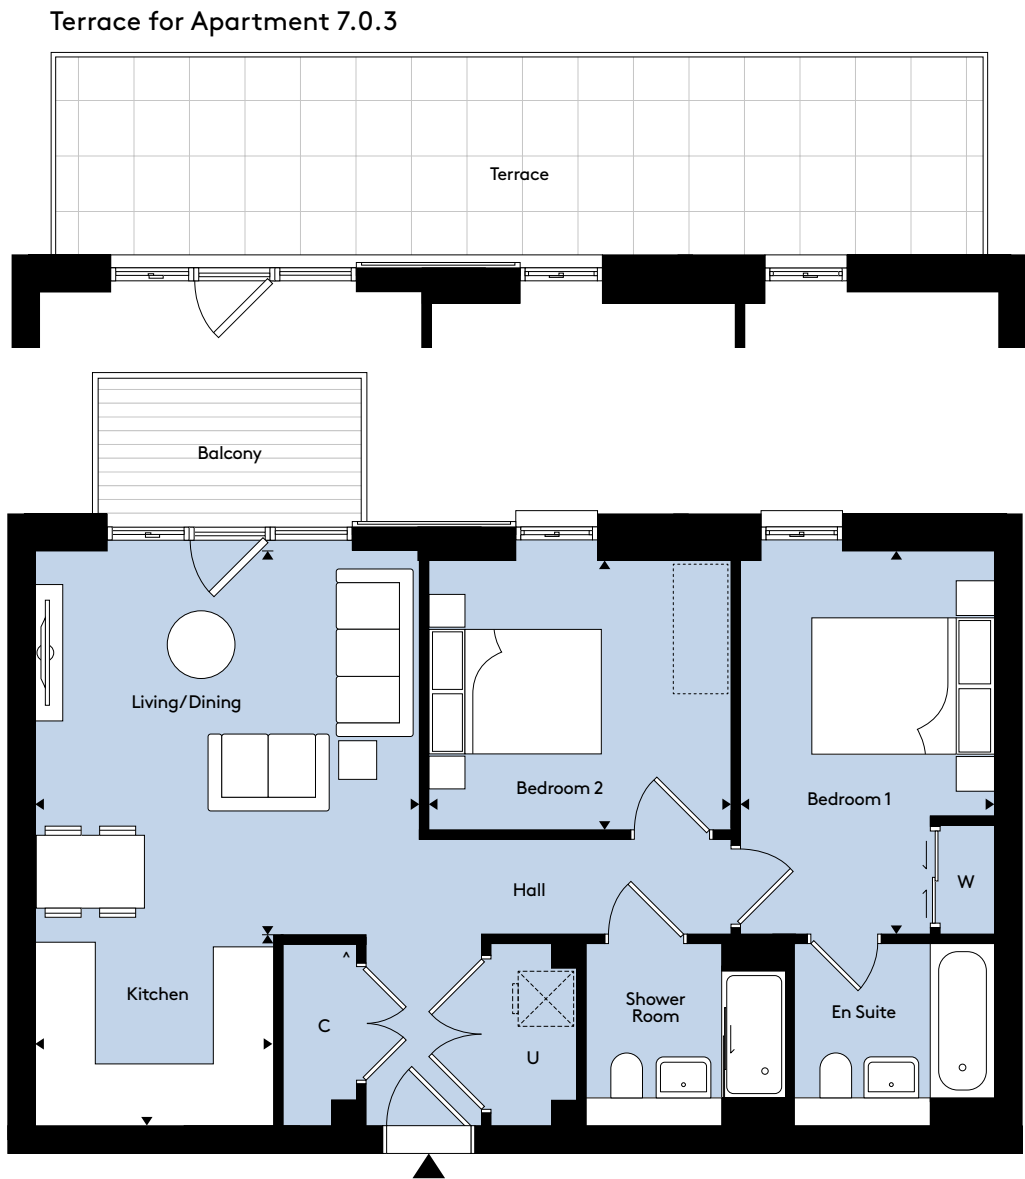 Terrace for Apartment 7.0.3
Terrace
Balcony
Living/Dining
Bedroom 2
Bedroom 1
Hall
W
Kitchen
C
U
Shower
Room
En Suite